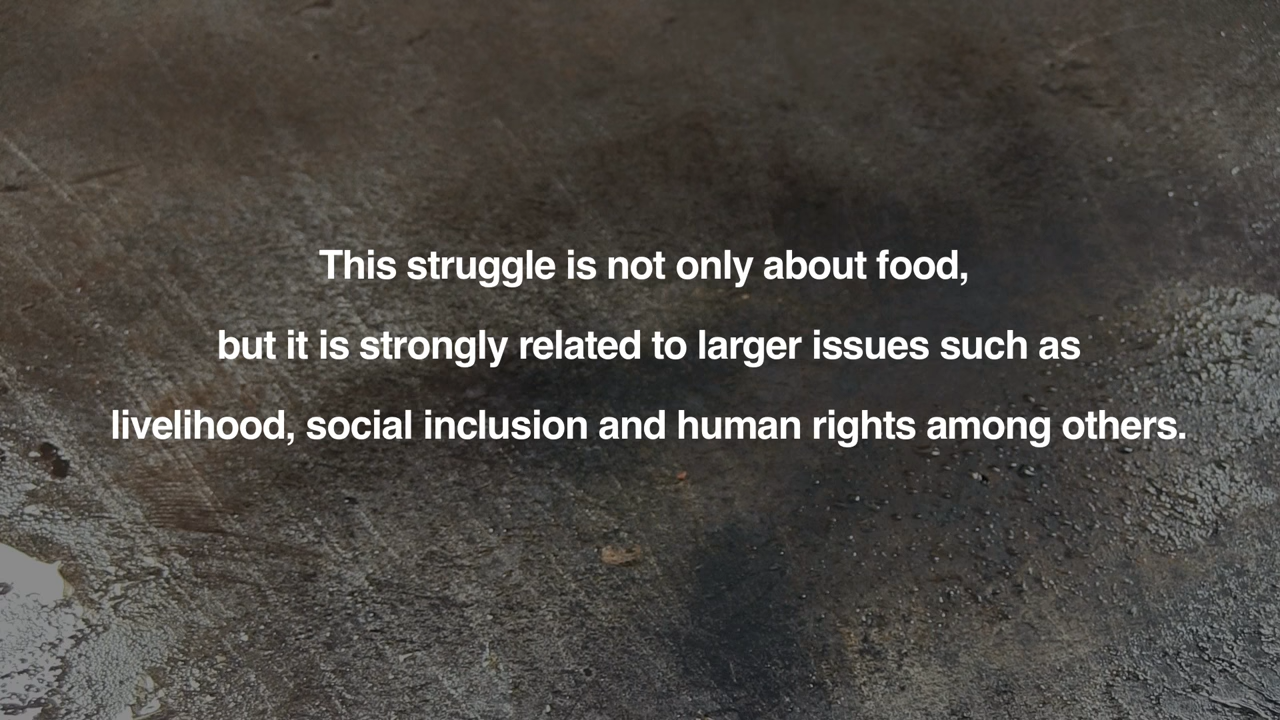 This struggle is not only about food,
but it is strongly related to larger issues such as
livelihood, social inclusion and human rights among others.